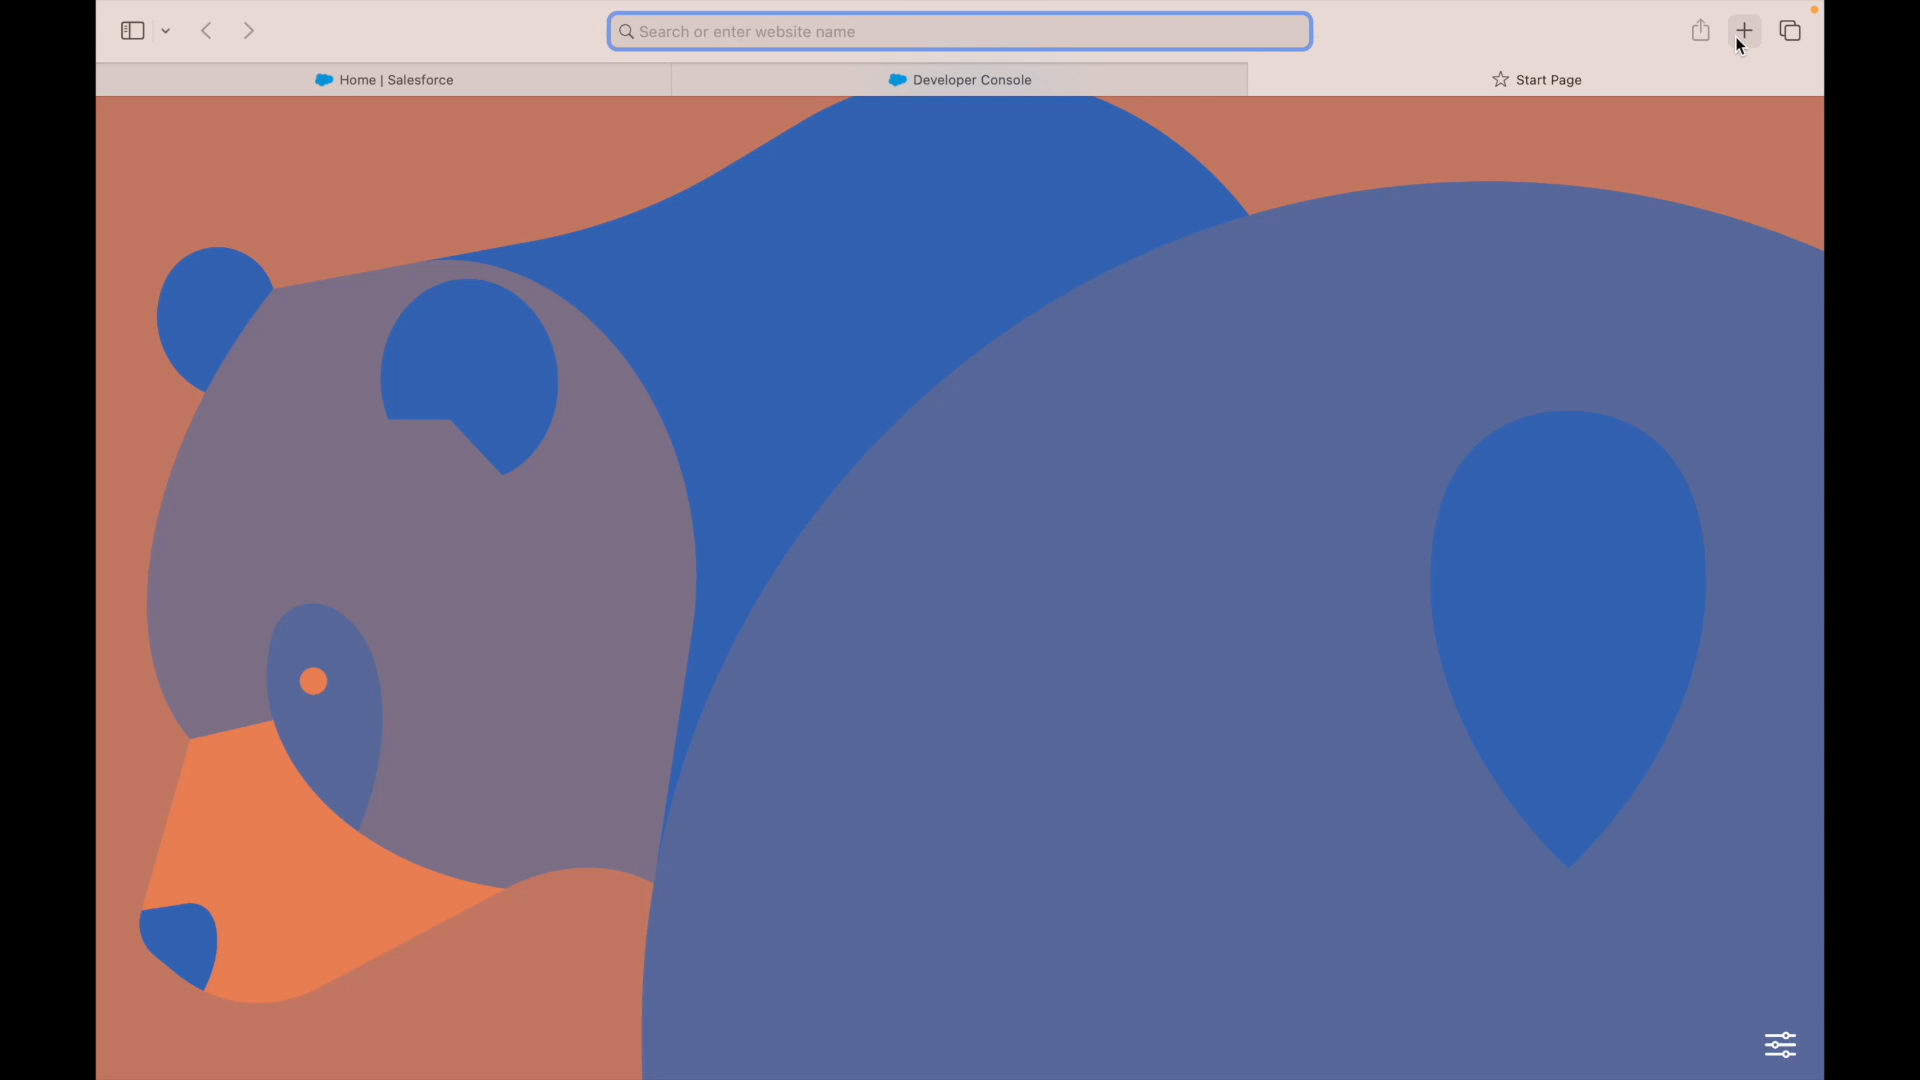 Search or enter website name
Home | Salesforce
Developer Console
Start Page